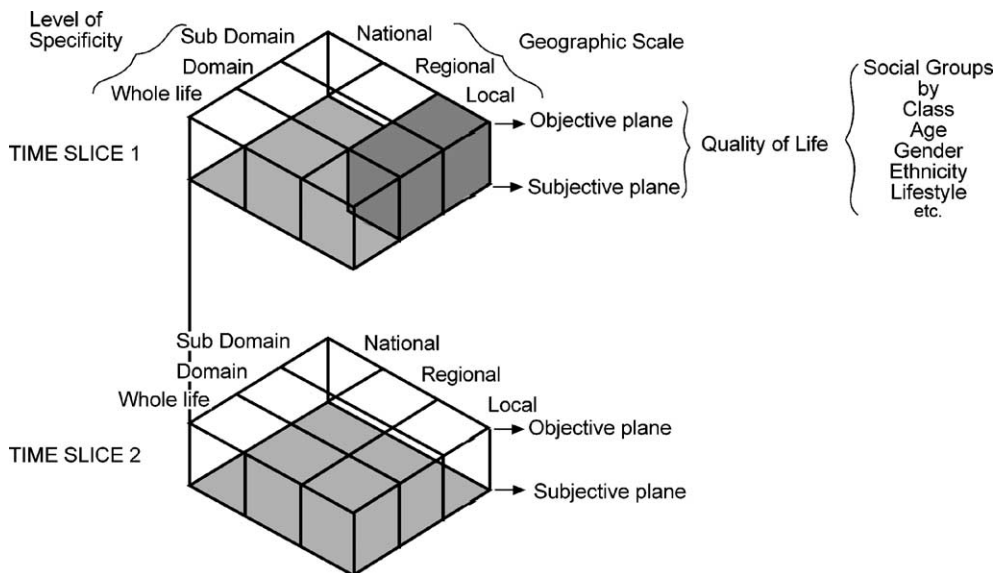 Level of
Specificity
Sub Domain
Domain
Whole life
National
Regional
Local
Geographic Scale
TIME SLICE 1
Objective plane
Subjective plane
Quality of Life
Social Groups
by
Class
Age
Gender
Ethnicity
Lifestyle
etc.
Sub Domain
Domain
Whole life
National
Regional
Local
TIME SLICE 2
Objective plane
Subjective plane